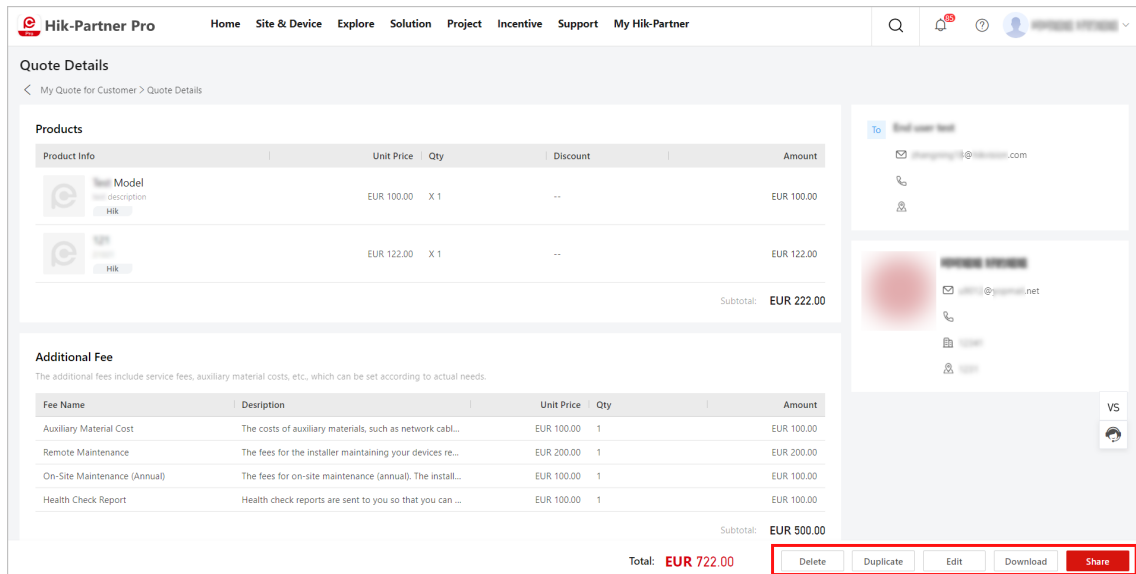 Hik-Partner Pro Home Site & Device Explore Solution Project Incentive Support My Hik-Partner 85
Pro
Quote Details
My Quote for Customer > Quote Details
Products
Product Info Unit Price Qty Discount Amount
Model
description
Hik
EUR 100.00 X 1 -- EUR 100.00
Hik
EUR 122.00 X 1 -- EUR 122.00
Subtotal: EUR 222.00
Additional Fee
The additional fees include service fees, auxiliary material costs, etc., which can be set according to actual needs.
Fee Name Desription Unit Price Qty Amount
Auxiliary Material Cost The costs of auxiliary materials, such as network cabl... EUR 100.00 1 EUR 100.00
Remote Maintenance The fees for the installer maintaining your devices re... EUR 200.00 1 EUR 200.00
On-Site Maintenance (Annual) The fees for on-site maintenance (annual). The install... EUR 100.00 1 EUR 100.00
Health Check Report Health check reports are sent to you so that you can ... EUR 100.00 1 EUR 100.00
Subtotal: EUR 500.00
To
@ .com
@ .net
VS
Total: EUR 722.00 Delete Duplicate Edit Download Share